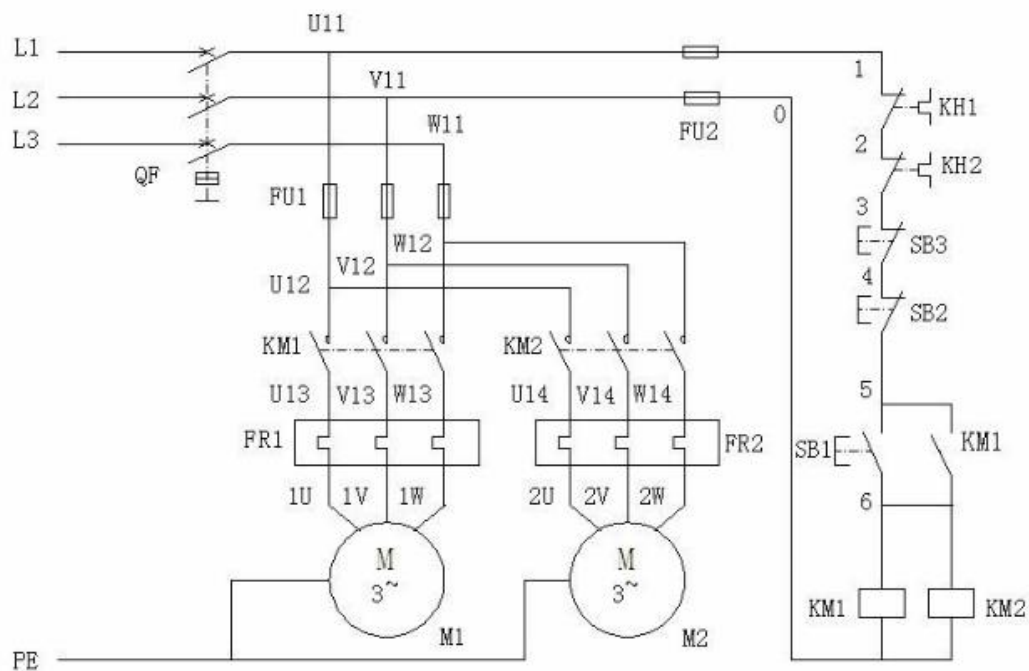 U11
L1
1
V11
L2
0
KH1
W11
L3
FU2
2
QF
KH2
FU1
3
W12
SB3
V12
4
U12
SB2
KM1
KM2
U13 V13 W13
U14 V14 W14
5
FR1
FR2
SB1
KM1
1U 1V 1W
2U 2V 2W
6
M
3~
M
3~
KM1
KM2
M1
M2
PE